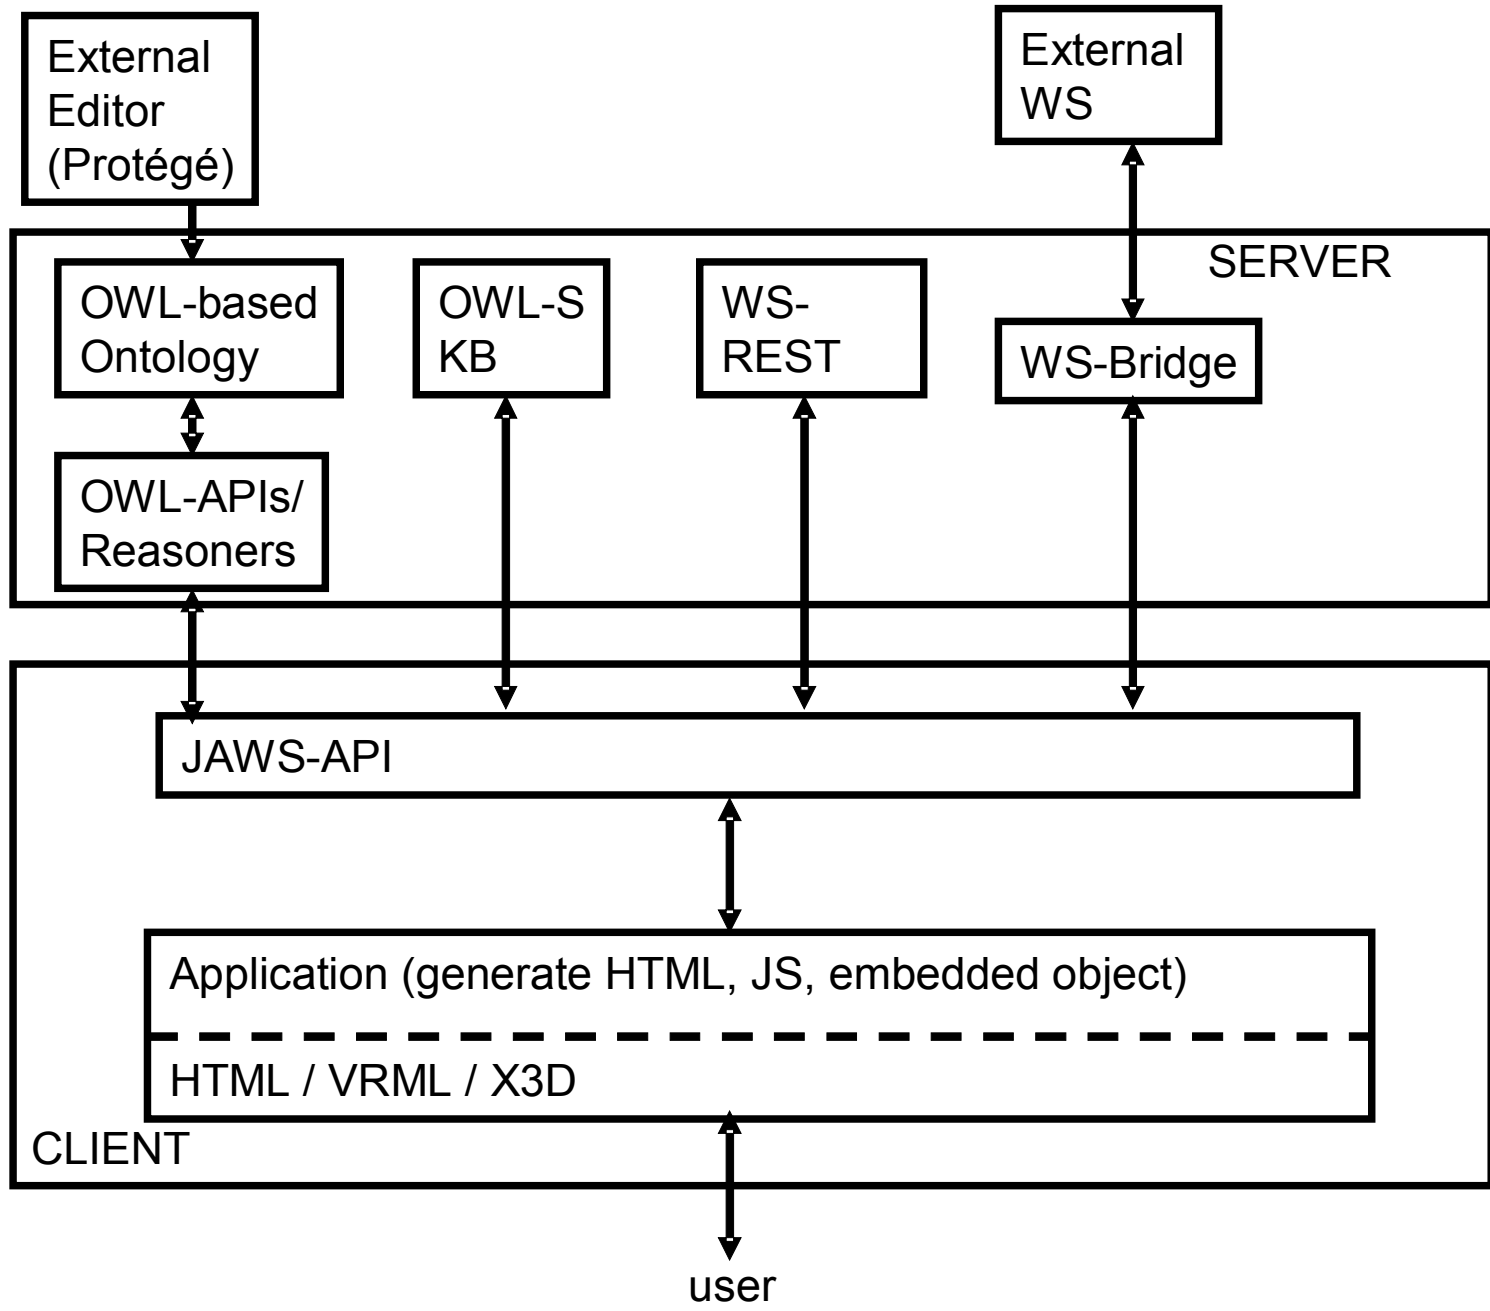 External
Editor
(Protégé)
External
WS
SERVER
OWL-based
Ontology
OWL-S
KB
WS-
REST
WS-Bridge
OWL-APIs/
Reasoners
JAWS-API
Application (generate HTML, JS, embedded object)
HTML / VRML / X3D
CLIENT
user